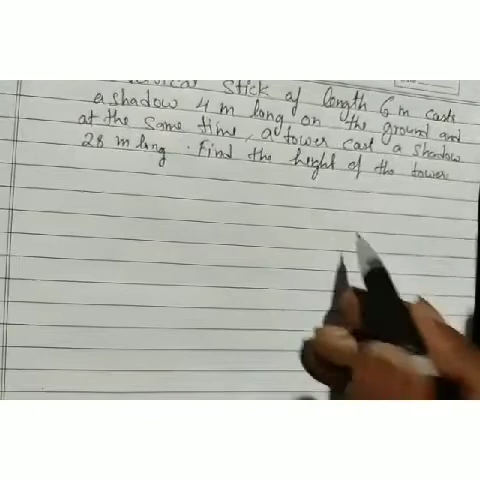 stick of length 6 m cast
a shadow 4 m long on the ground and
at the same time, a tower cast a shadow
28 m long. Find the height of the tower